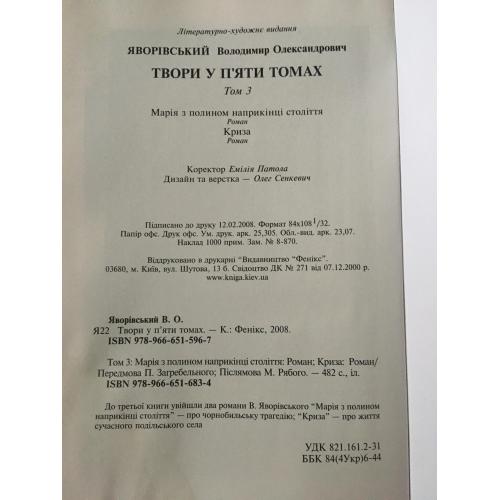 Літературно-художнє видання
ЯВОРІВСЬКИЙ Володимир Олександрович
ТВОРИ У П'ЯТИ ТОМАХ
Том 3
Марія з полином наприкінці століття
Роман
Криза
Роман
Коректор Емілія Патола
Дизайн та верстка — Олег Сенкевич
Підписано до друку 12.02.2008. Формат 84x108 1/32.
Папір офс. Друк офс. Ум. друк. арк. 25,305. Обл.-вид. арк. 23,07.
Наклад 1000 прим. Зам. № 8-870.
Віддруковано в друкарні "Видавництво "Фенікс".
03680, м. Київ, вул. Шутова, 13 б. Свідоцтво ДК № 271 від 07.12.2000 р.
www.kniga.kiev.ua
Яворівський В. О.
Я22 Твори у п'яти томах. — К.: Фенікс, 2008.
ISBN 978-966-651-596-7
Том 3: Марія з полином наприкінці століття: Роман; Криза: Роман/
Передмова П. Загребельного; Післямова М. Рябого. — 482 с., іл.
ISBN 978-966-651-683-4
До третьої книги увійшли два романи В. Яворівського "Марія з полином
наприкінці століття" — про чорнобильську трагедію; "Криза" — про життя
сучасного подільського села
УДК 821.161.2-31
ББК 84(4Укр)6-44